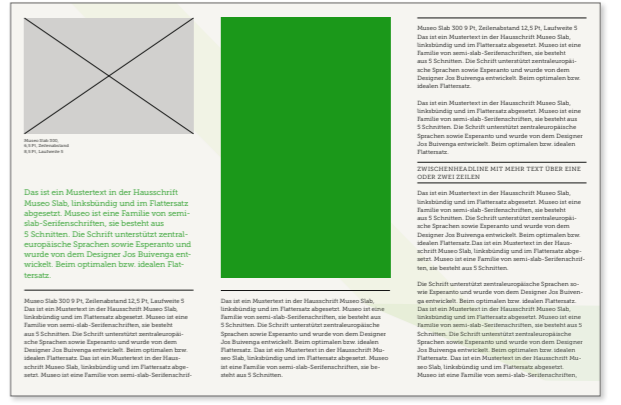 Museo Slab 500,
6,5 Pt, Zeilenabstand
8,5 Pt, Laufweite 5
Das ist ein Mustertext in der Hausschrift
Museo Slab, linksbündig und im Flattersatz
abgesetzt. Museo ist eine Familie von semi-
slab-Serifenschriften, sie besteht aus
5 Schnitten. Die Schrift unterstützt zentral-
europäische Sprachen sowie Esperanto und
wurde von dem Designer Jos Buivenga ent-
wickelt. Beim optimalen bzw. idealen Flat-
tersatz.
Museo Slab 300 9 Pt, Zeilenabstand 12,5 Pt, Laufweite 5
Das ist ein Mustertext in der Hausschrift Museo Slab,
linksbündig und im Flattersatz abgesetzt. Museo ist eine
Familie von semi-slab-Serifenschriften, sie besteht
aus 5 Schnitten. Die Schrift unterstützt zentraleuropäi-
sche Sprachen sowie Esperanto und wurde von dem
Designer Jos Buivenga entwickelt. Beim optimalen bzw.
idealen Flattersatz. Das ist ein Mustertext in der Haus-
schrift Museo Slab, linksbündig und im Flattersatz abge-
setzt. Museo ist eine Familie von semi-slab-Serifenschrif-
Das ist ein Mustertext in der Hausschrift Museo Slab,
linksbündig und im Flattersatz abgesetzt. Museo ist eine
Familie von semi-slab-Serifenschriften, sie besteht aus
5 Schnitten. Die Schrift unterstützt zentraleuropäische
Sprachen sowie Esperanto und wurde von dem Designer
Jos Buivenga entwickelt. Beim optimalen bzw. idealen
Flattersatz. Das ist ein Mustertext in der Hausschrift Mu-
seo Slab, linksbündig und im Flattersatz abgesetzt. Museo
ist eine Familie von semi-slab-Serifenschriften, sie be-
steht aus 5 Schnitten.
Museo Slab 300 9 Pt, Zeilenabstand 12,5 Pt, Laufweite 5
Das ist ein Mustertext in der Hausschrift Museo Slab,
linksbündig und im Flattersatz abgesetzt. Museo ist eine
Familie von semi-slab-Serifenschriften, sie besteht
aus 5 Schnitten. Die Schrift unterstützt zentraleuropäi-
sche Sprachen sowie Esperanto und wurde von dem
Designer Jos Buivenga entwickelt. Beim optimalen bzw.
idealen Flattersatz.
Das ist ein Mustertext in der Hausschrift Museo Slab,
linksbündig und im Flattersatz abgesetzt. Museo ist eine
Familie von semi-slab-Serifenschriften, sie besteht aus
5 Schnitten. Die Schrift unterstützt zentraleuropäische
Sprachen sowie Esperanto und wurde von dem Designer
Jos Buivenga entwickelt. Beim optimalen bzw. idealen
Flattersatz.
ZWISCHENHEADLINE MIT MEHR TEXT ÜBER EINE
ODER ZWEI ZEILEN
Das ist ein Mustertext in der Hausschrift Museo Slab,
linksbündig und im Flattersatz abgesetzt. Museo ist eine
Familie von semi-slab-Serifenschriften, sie besteht
aus 5 Schnitten. Die Schrift unterstützt zentraleuropäi-
sche Sprachen sowie Esperanto und wurde von dem
Designer Jos Buivenga entwickelt. Beim optimalen bzw.
idealen Flattersatz.Das ist ein Mustertext in der Haus-
schrift Museo Slab, linksbündig und im Flattersatz abge-
setzt. Museo ist eine Familie von semi-slab-Serifenschrif-
ten, sie besteht aus 5 Schnitten.
Die Schrift unterstützt zentraleuropäische Sprachen so-
wie Esperanto und wurde von dem Designer Jos Buiven-
ga entwickelt. Beim optimalen bzw. idealen Flattersatz.
Das ist ein Mustertext in der Hausschrift Museo Slab,
linksbündig und im Flattersatz abgesetzt. Museo ist eine
Familie von semi-slab-Serifenschriften, sie besteht aus 5
Schnitten. Die Schrift unterstützt zentraleuropäische
Sprachen sowie Esperanto und wurde von dem Designer
Jos Buivenga entwickelt. Beim optimalen bzw. idealen
Flattersatz. Das ist ein Mustertext in der Hausschrift Mu-
seo Slab, linksbündig und im Flattersatz abgesetzt.
Museo ist eine Familie von semi-slab-Serifenschriften,